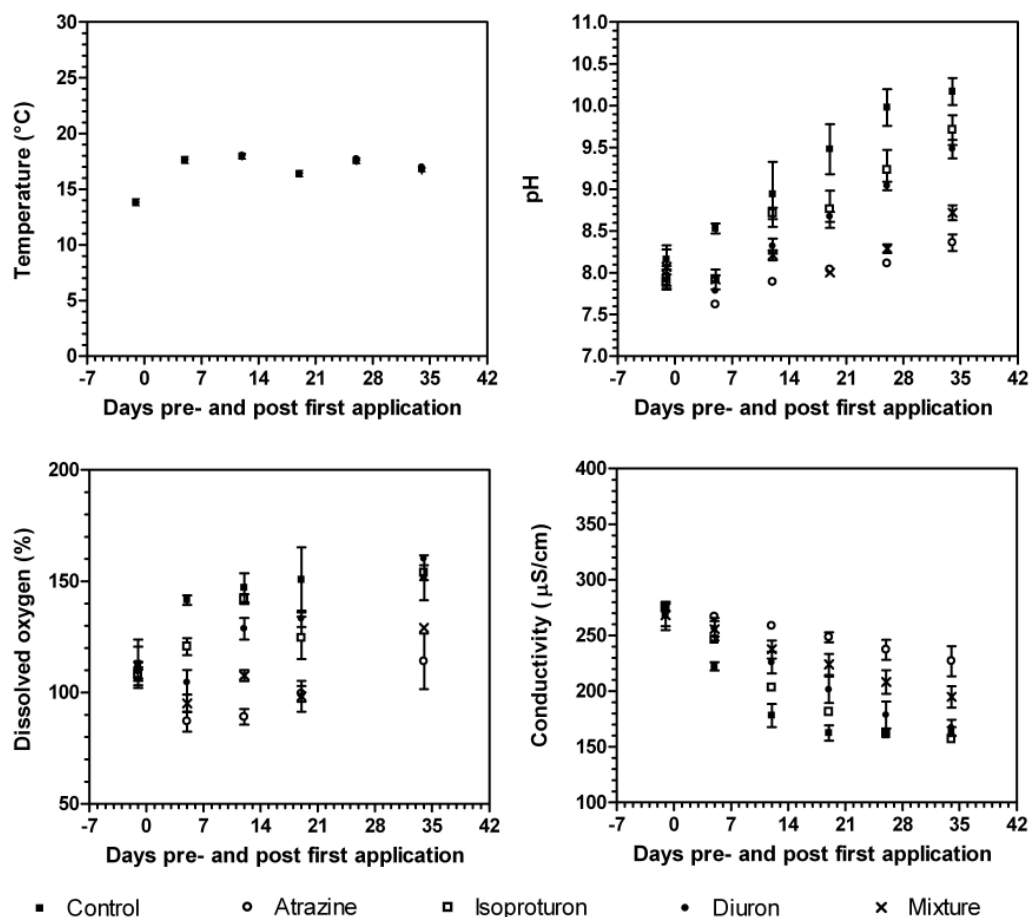 30
25
20
15
10
5
0
Temperature (°C)
-7 0 7 14 21 28 35 42
Days pre- and post first application
11.0
10.5
10.0
9.5
9.0
8.5
8.0
7.5
7.0
pH
-7 0 7 14 21 28 35 42
Days pre- and post first application
200
150
100
50
Dissolved oxygen (%)
-7 0 7 14 21 28 35 42
Days pre- and post first application
400
350
300
250
200
150
100
Conductivity ( µS/cm)
-7 0 7 14 21 28 35 42
Days pre- and post first application
Control Atrazine Isoproturon Diuron Mixture